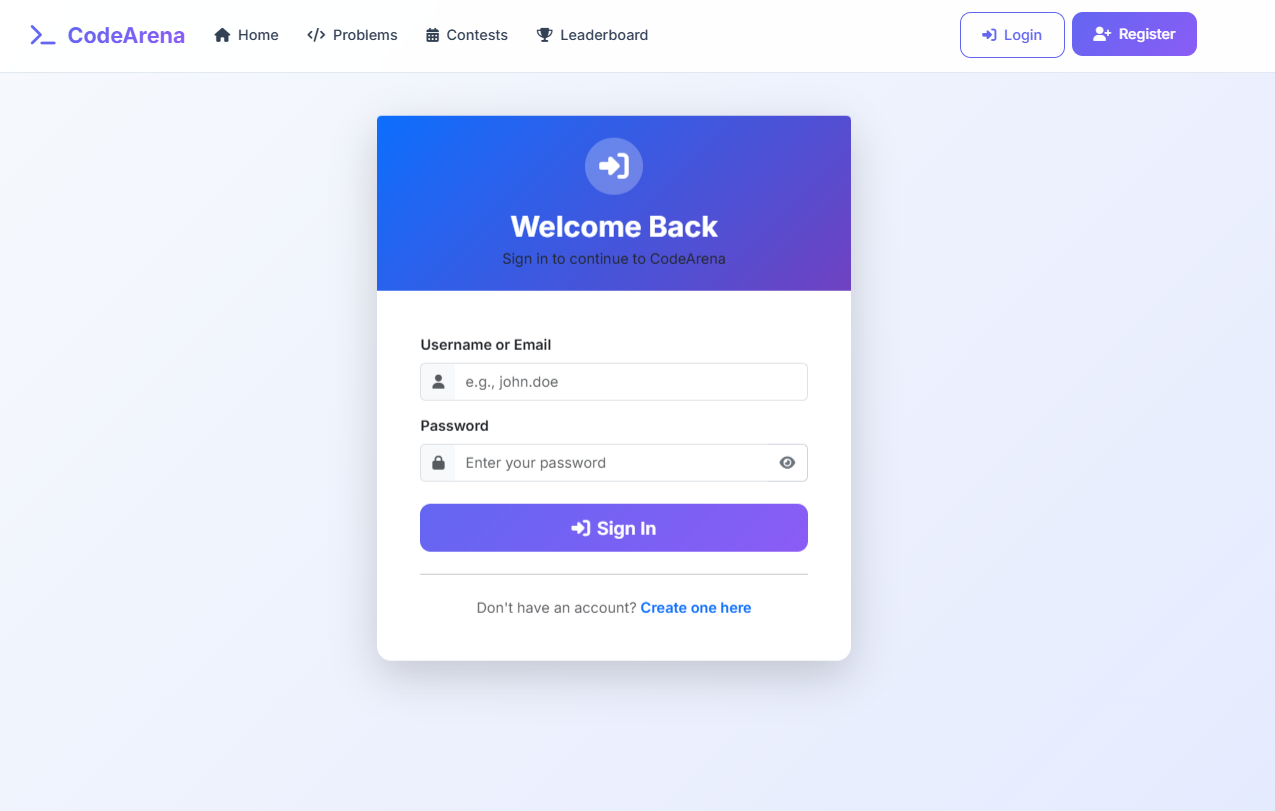 CodeArena Home Problems Contests Leaderboard Login Register
Welcome Back
Sign in to continue to CodeArena
Username or Email
e.g., john.doe
Password
Enter your password
Sign In
Don't have an account? Create one here